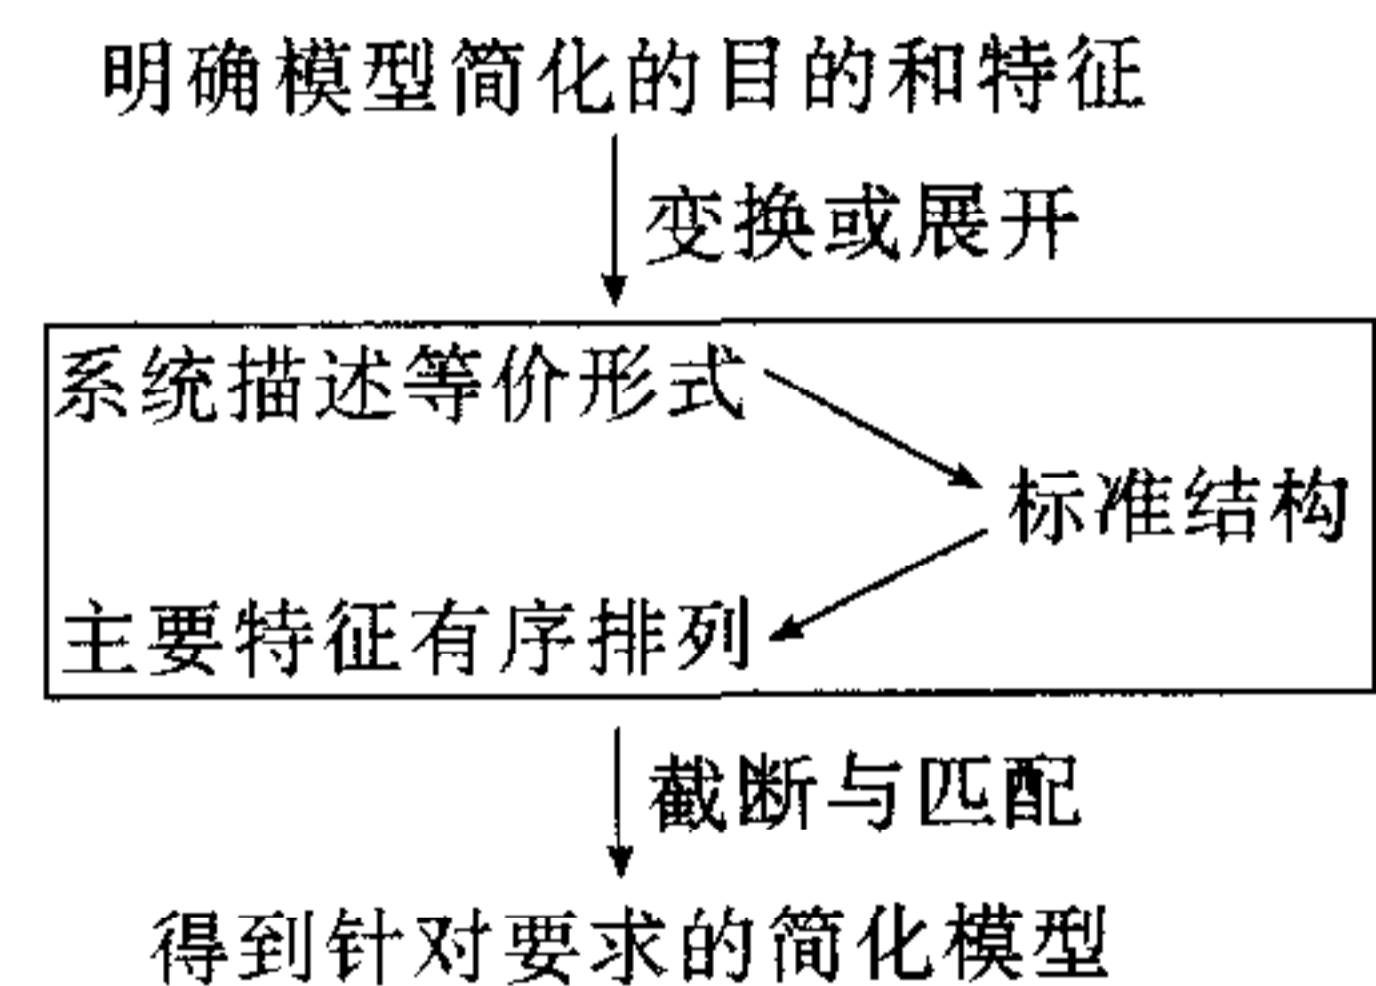 明确模型简化的目的和特征
变换或展开
系统描述等价形式
标准结构
主要特征有序排列
截断与匹配
得到针对要求的简化模型